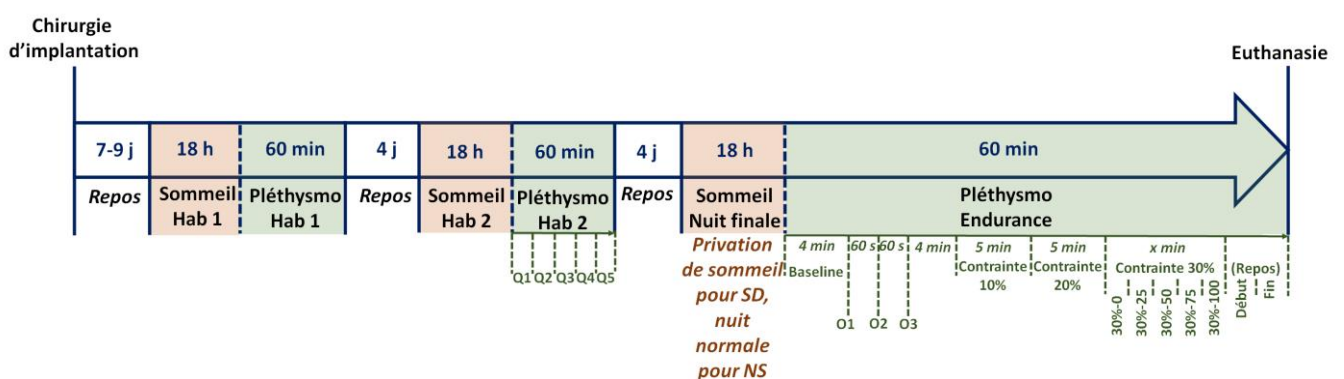 Chirurgie
d'implantation
Euthanasie
7-9 j
18 h
60 min
4 j
18 h
60 min
4 j
18 h
60 min
Repos
Sommeil
Hab 1
Pléthysmo
Hab 1
Repos
Sommeil
Hab 2
Pléthysmo
Hab 2
Repos
Sommeil
Nuit finale
Pléthysmo
Endurance
Q1 Q2 Q3 Q4 Q5
Privation
de sommeil
pour SD,
nuit
normale
pour NS
4 min
Baseline
60 s
60 s
4 min
5 min
Contrainte
10%
5 min
Contrainte
20%
x min
Contrainte 30%
(Repos)
O1
O2
O3
30%-0
30%-25
30%-50
30%-75
30%-100
Début
Fin